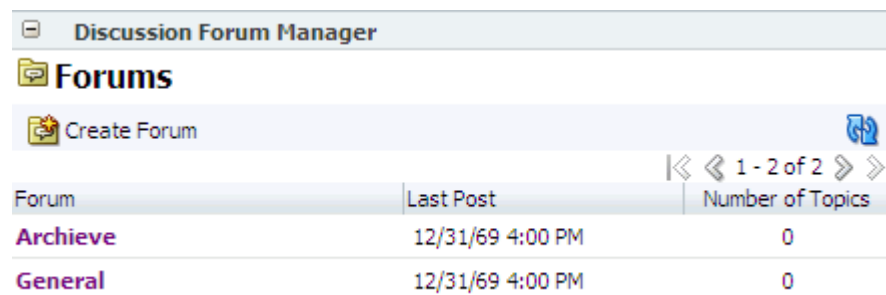 Discussion Forum Manager
Forums
Create Forum
1 - 2 of 2
Forum Last Post Number of Topics
Archieve 12/31/69 4:00 PM 0
General 12/31/69 4:00 PM 0